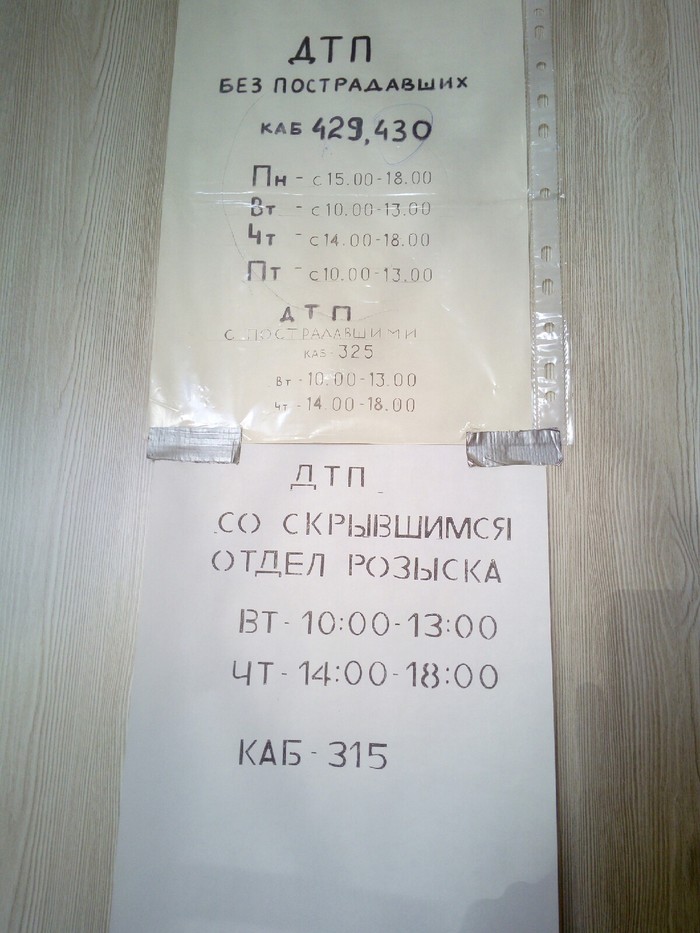 ДТП
БЕЗ ПОСТРАДАВШИХ
КАБ 429,430
Пн - с 15.00-18.00
Вт - с 10.00-13.00
Чт - с 14.00-18.00
Пт - с 10.00-13.00
ДТП
С ПОСТРАДАВШИМИ
КАБ- 325
Вт - 10.00-13.00
Чт - 14.00-18.00
ДТП
СО СКРЫВШИМСЯ
ОТДЕЛ РОЗЫСКА
ВТ - 10:00-13:00
ЧТ - 14:00-18:00
КАБ - 315